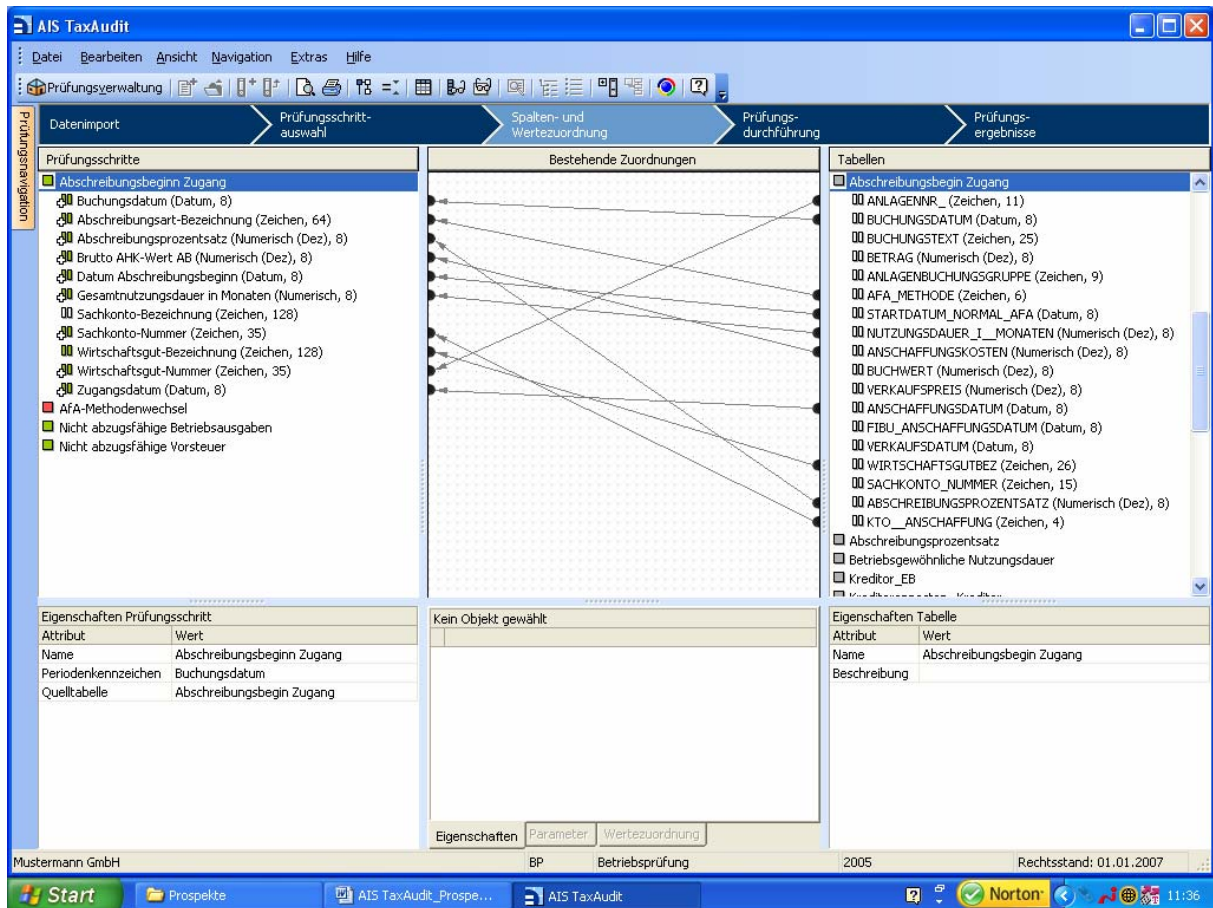 AIS TaxAudit
Datei Bearbeiten Ansicht Navigation Extras Hilfe
Prüfungsverwaltung
Prüfungsnavigation
Datenimport
Prüfungsschritt-
auswahl
Spalten- und
Wertezuordnung
Prüfungs-
durchführung
Prüfungs-
ergebnisse
Prüfungsschritte
Abschreibungsbeginn Zugang
Buchungsdatum (Datum, 8)
Abschreibungsart-Bezeichnung (Zeichen, 64)
Abschreibungsprozentsatz (Numerisch (Dez), 8)
Brutto AHK-Wert AB (Numerisch (Dez), 8)
Datum Abschreibungsbeginn (Datum, 8)
Gesamtnutzungsdauer in Monaten (Numerisch, 8)
Sachkonto-Bezeichnung (Zeichen, 128)
Sachkonto-Nummer (Zeichen, 35)
Wirtschaftsgut-Bezeichnung (Zeichen, 128)
Wirtschaftsgut-Nummer (Zeichen, 35)
Zugangsdatum (Datum, 8)
AfA-Methodenwechsel
Nicht abzugsfähige Betriebsausgaben
Nicht abzugsfähige Vorsteuer
Bestehende Zuordnungen
Tabellen
Abschreibungsbegin Zugang
ANLAGENNR_ (Zeichen, 11)
BUCHUNGSDATUM (Datum, 8)
BUCHUNGSTEXT (Zeichen, 25)
BETRAG (Numerisch (Dez), 8)
ANLAGENBUCHUNGSGRUPPE (Zeichen, 9)
AFA_METHODE (Zeichen, 6)
STARTDATUM_NORMAL_AFA (Datum, 8)
NUTZUNGSDAUER_I__MONATEN (Numerisch (Dez), 8)
ANSCHAFFUNGSKOSTEN (Numerisch (Dez), 8)
BUCHWERT (Numerisch (Dez), 8)
VERKAUFSPREIS (Numerisch (Dez), 8)
ANSCHAFFUNGSDATUM (Datum, 8)
FIBU_ANSCHAFFUNGSDATUM (Datum, 8)
VERKAUFSDATUM (Datum, 8)
WIRTSCHAFTSGUTBEZ (Zeichen, 26)
SACHKONTO_NUMMER (Zeichen, 15)
ABSCHREIBUNGSPROZENTSATZ (Numerisch (Dez), 8)
KTO__ANSCHAFFUNG (Zeichen, 4)
Abschreibungsprozentsatz
Betriebsgewöhnliche Nutzungsdauer
Kreditor_EB
Eigenschaften Prüfungsschritt
Attribut Wert
Name Abschreibungsbeginn Zugang
Periodenkennzeichen Buchungsdatum
Quelltabelle Abschreibungsbegin Zugang
Kein Objekt gewählt
Eigenschaften Parameter Wertezuordnung
Eigenschaften Tabelle
Attribut Wert
Name Abschreibungsbegin Zugang
Beschreibung
Mustermann GmbH BP Betriebsprüfung 2005 Rechtsstand: 01.01.2007
Start Prospekte AIS TaxAudit_Prospe... AIS TaxAudit Norton 11:36